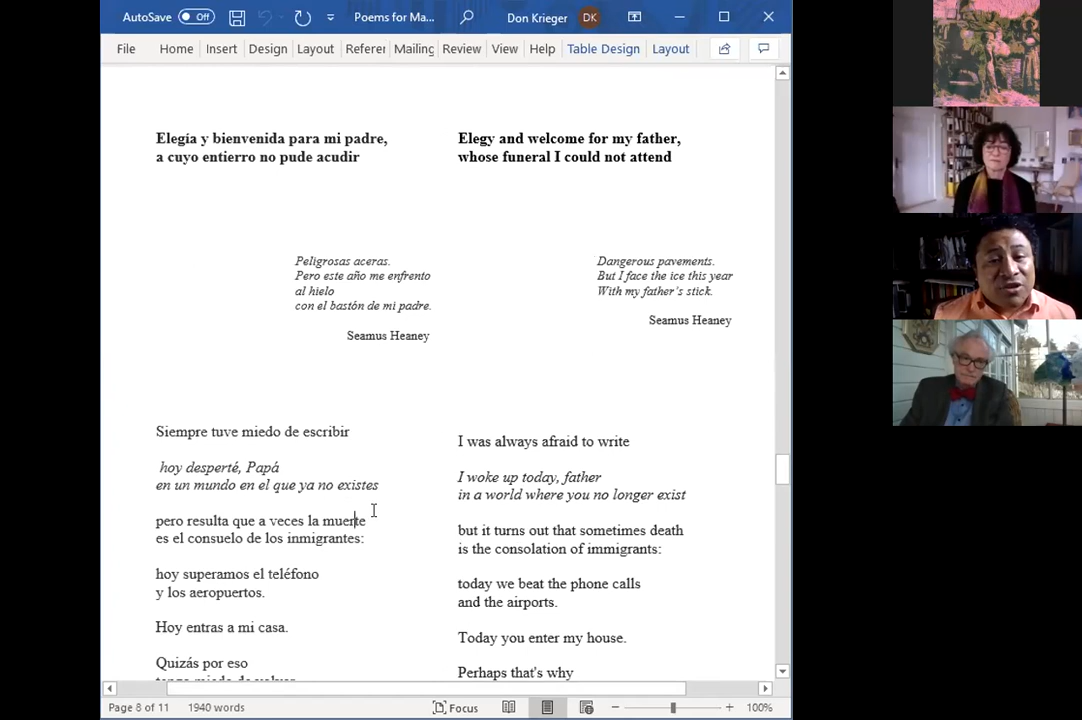 AutoSave Off Poems for Ma... Don Krieger DK
File Home Insert Design Layout Referer Mailing Review View Help Table Design Layout
Elegía y bienvenida para mi padre,
a cuyo entierro no pude acudir
Peligrosas aceras.
Pero este año me enfrento
al hielo
con el bastón de mi padre.
Seamus Heaney
Siempre tuve miedo de escribir
hoy desperté, Papá
en un mundo en el que ya no existes
pero resulta que a veces la muerte
es el consuelo de los inmigrantes:
hoy superamos el teléfono
y los aeropuertos.
Hoy entras a mi casa.
Quizás por eso
tengo miedo de volver
Elegy and welcome for my father,
whose funeral I could not attend
Dangerous pavements.
But I face the ice this year
With my father's stick.
Seamus Heaney
I was always afraid to write
I woke up today, father
in a world where you no longer exist
but it turns out that sometimes death
is the consolation of immigrants:
today we beat the phone calls
and the airports.
Today you enter my house.
Perhaps that's why
Page 8 of 11 1940 words Focus 100%